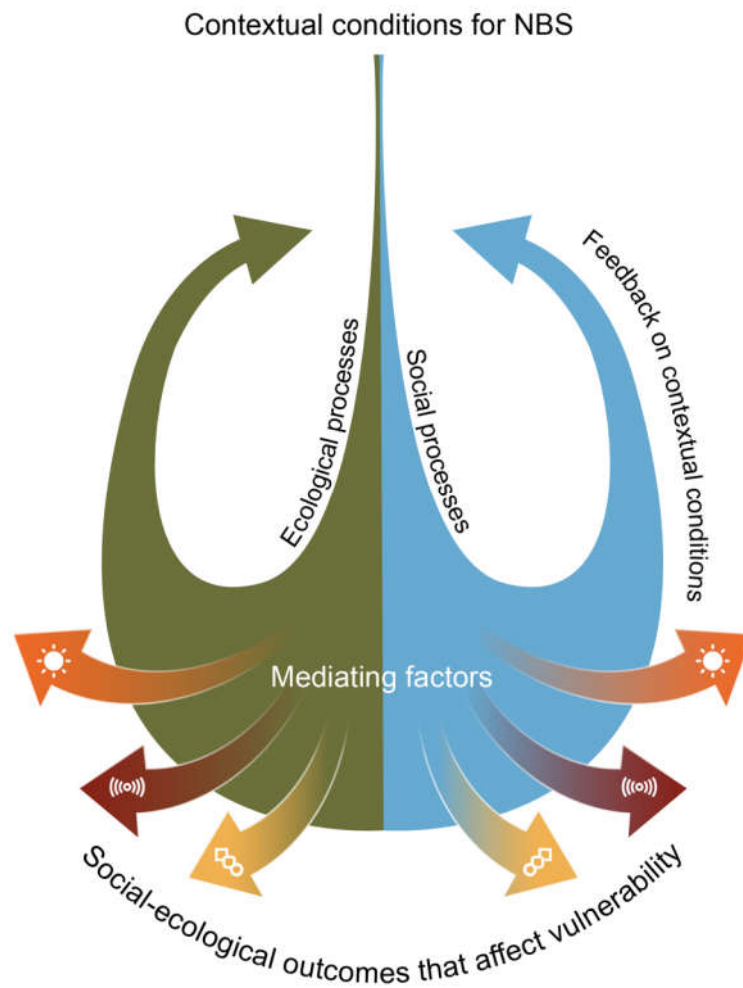 Contextual conditions for NBS
Ecological processes
Social processes
Feedback on contextual conditions
Mediating factors
Social-ecological outcomes that affect vulnerability